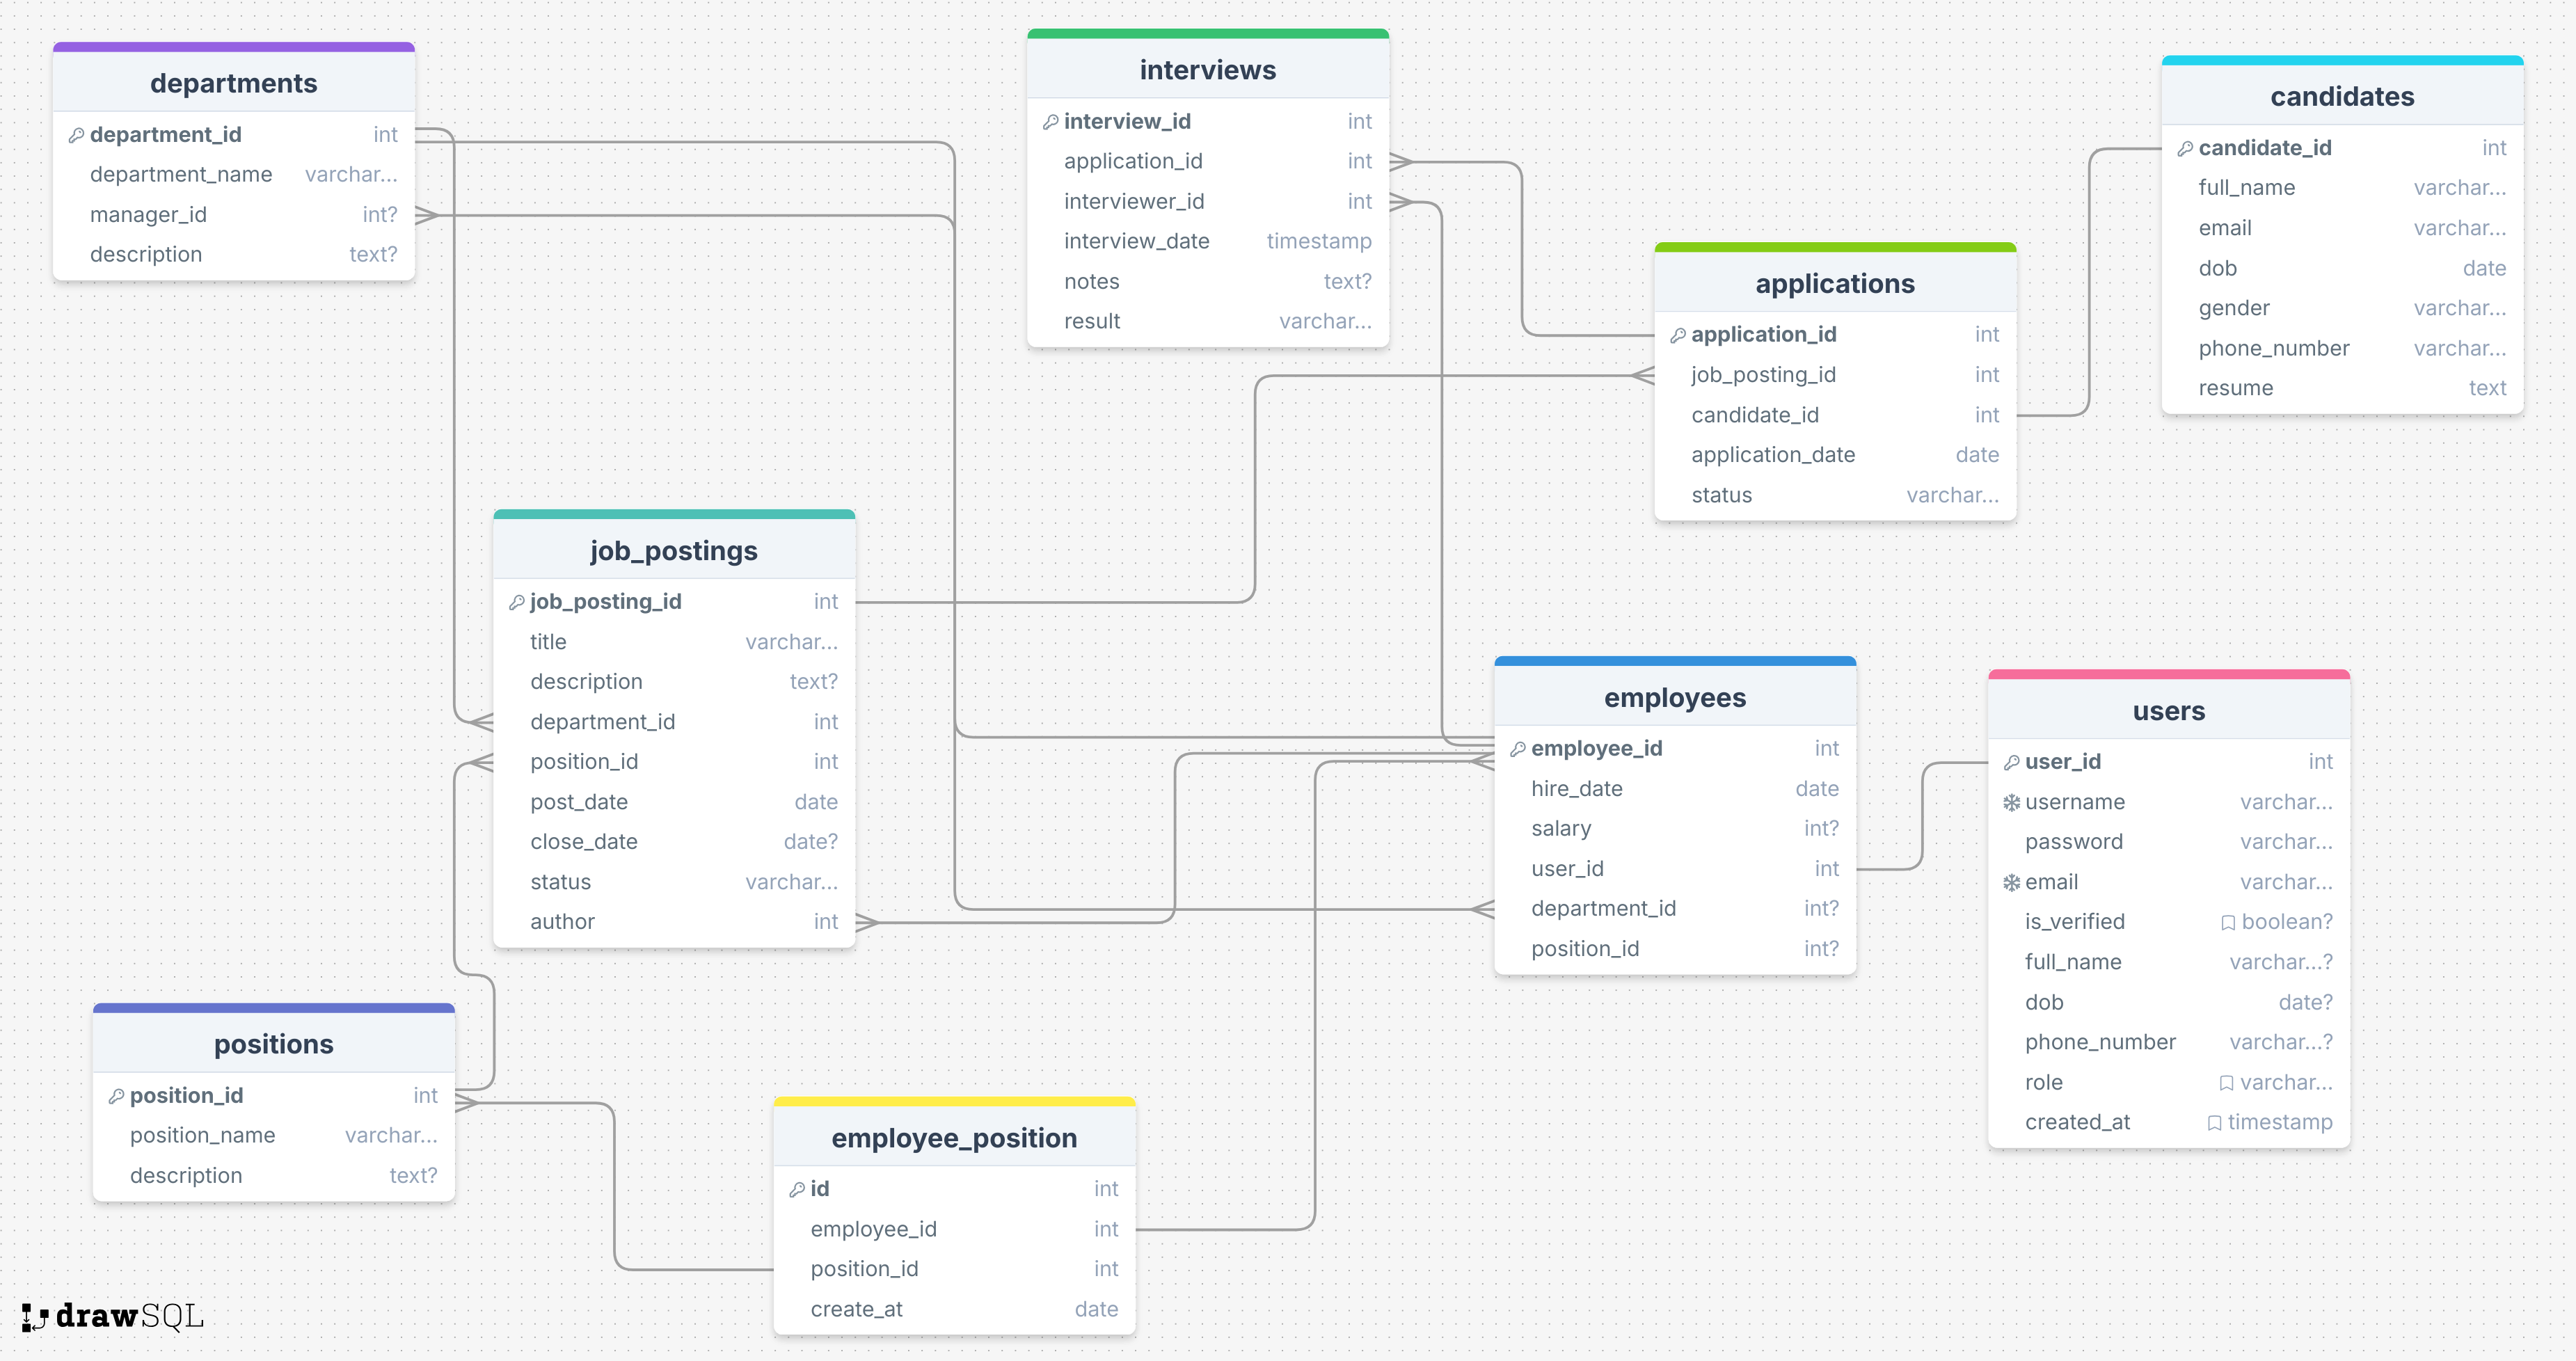 departments
department_id int
department_name varchar...
manager_id int?
description text?
interviews
interview_id int
application_id int
interviewer_id int
interview_date timestamp
notes text?
result varchar...
candidates
candidate_id int
full_name varchar...
email varchar...
dob date
gender varchar...
phone_number varchar...
resume text
applications
application_id int
job_posting_id int
candidate_id int
application_date date
status varchar...
job_postings
job_posting_id int
title varchar...
description text?
department_id int
position_id int
post_date date
close_date date?
status varchar...
author int
employees
employee_id int
hire_date date
salary int?
user_id int
department_id int?
position_id int?
users
user_id int
username varchar...
password varchar...
email varchar...
is_verified boolean?
full_name varchar...?
dob date?
phone_number varchar...?
role varchar...
created_at timestamp
positions
position_id int
position_name varchar...
description text?
employee_position
id int
employee_id int
position_id int
create_at date
drawSQL